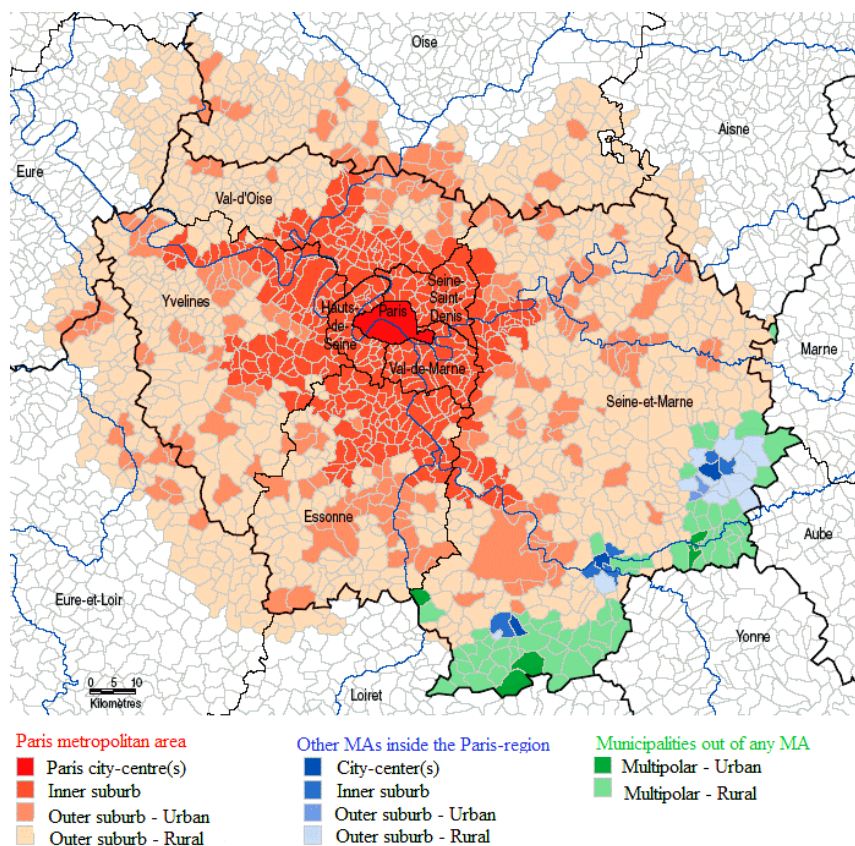 Oise
Aisne
Eure
Val-d'Oise
Yvelines
Seine-
Saint-
Denis
Hauts-
de-
Seine
Paris
Val-de-Marne
Marne
Seine-et-Marne
Essonne
Aube
Eure-et-Loir
Yonne
Loiret
0 5 10
Kilomètres
Paris metropolitan area
Paris city-centre(s)
Inner suburb
Outer suburb - Urban
Outer suburb - Rural
Other MAs inside the Paris-region
City-center(s)
Inner suburb
Outer suburb - Urban
Outer suburb - Rural
Municipalities out of any MA
Multipolar - Urban
Multipolar - Rural